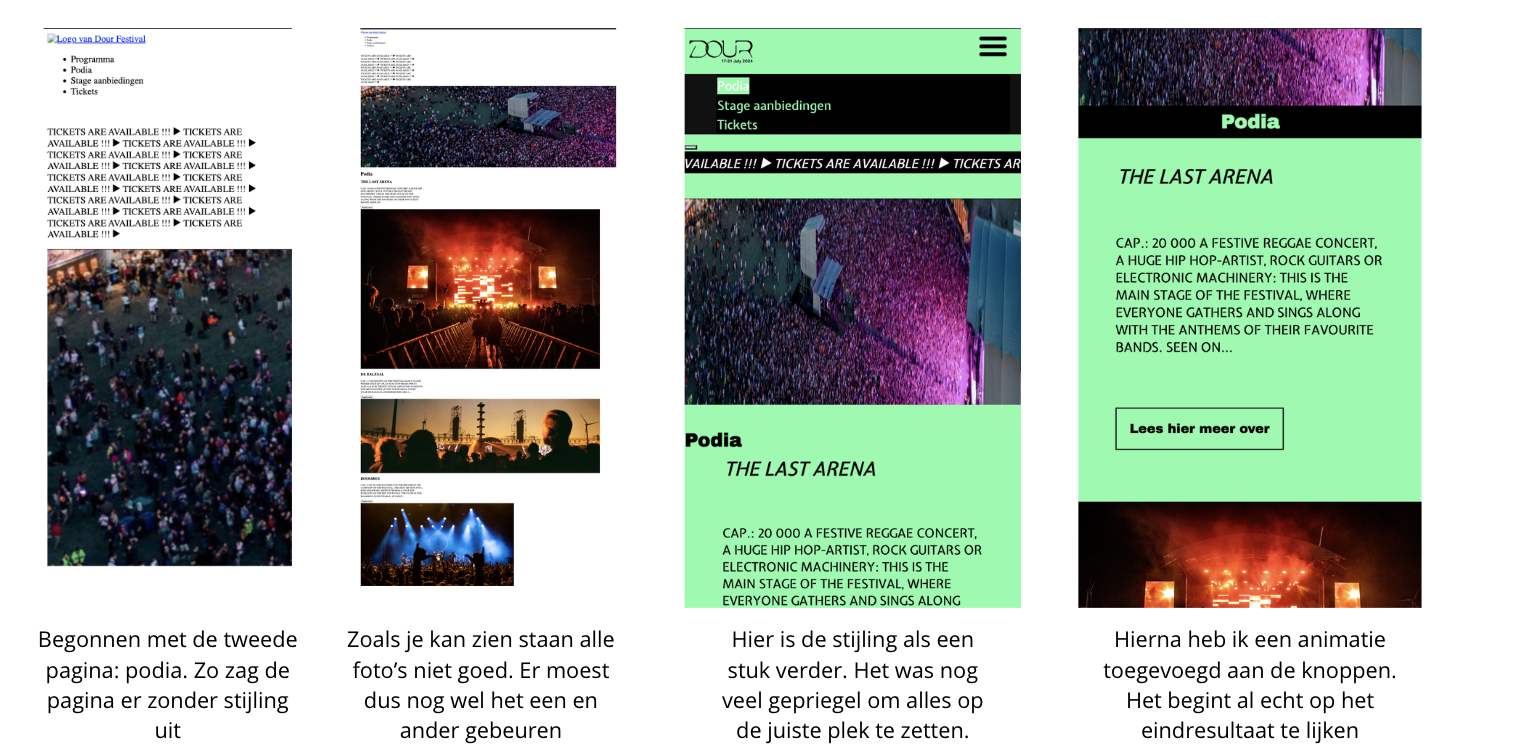 Logo van Dour Festival
Programma
Podia
Stage aanbiedingen
Tickets
TICKETS ARE AVAILABLE !!! ▶ TICKETS ARE
AVAILABLE !!! ▶ TICKETS ARE AVAILABLE !!! ▶
TICKETS ARE AVAILABLE !!! ▶ TICKETS ARE
AVAILABLE !!! ▶ TICKETS ARE AVAILABLE !!! ▶
TICKETS ARE AVAILABLE !!! ▶ TICKETS ARE
AVAILABLE !!! ▶ TICKETS ARE AVAILABLE !!! ▶
TICKETS ARE AVAILABLE !!! ▶ TICKETS ARE
AVAILABLE !!! ▶ TICKETS ARE AVAILABLE !!! ▶
TICKETS ARE AVAILABLE !!! ▶ TICKETS ARE
AVAILABLE !!! ▶
Begonnen met de tweede
pagina: podia. Zo zag de
pagina er zonder stijling
uit
Podia
THE LAST ARENA
DE BALZAAL
BOOMBOX
Zoals je kan zien staan alle
foto's niet goed. Er moest
dus nog wel het een en
ander gebeuren
DOUR
17-21 July 2024
Podia
Stage aanbiedingen
Tickets
VAILABLE !!! ▶ TICKETS ARE AVAILABLE !!! ▶ TICKETS AR
Podia
THE LAST ARENA
CAP.: 20 000 A FESTIVE REGGAE CONCERT,
A HUGE HIP HOP-ARTIST, ROCK GUITARS OR
ELECTRONIC MACHINERY: THIS IS THE
MAIN STAGE OF THE FESTIVAL, WHERE
EVERYONE GATHERS AND SINGS ALONG
Hier is de stijling als een
stuk verder. Het was nog
veel gepriegel om alles op
de juiste plek te zetten.
Podia
THE LAST ARENA
CAP.: 20 000 A FESTIVE REGGAE CONCERT,
A HUGE HIP HOP-ARTIST, ROCK GUITARS OR
ELECTRONIC MACHINERY: THIS IS THE
MAIN STAGE OF THE FESTIVAL, WHERE
EVERYONE GATHERS AND SINGS ALONG
WITH THE ANTHEMS OF THEIR FAVOURITE
BANDS. SEEN ON...
Lees hier meer over
Hierna heb ik een animatie
toegevoegd aan de knoppen.
Het begint al echt op het
eindresultaat te lijken